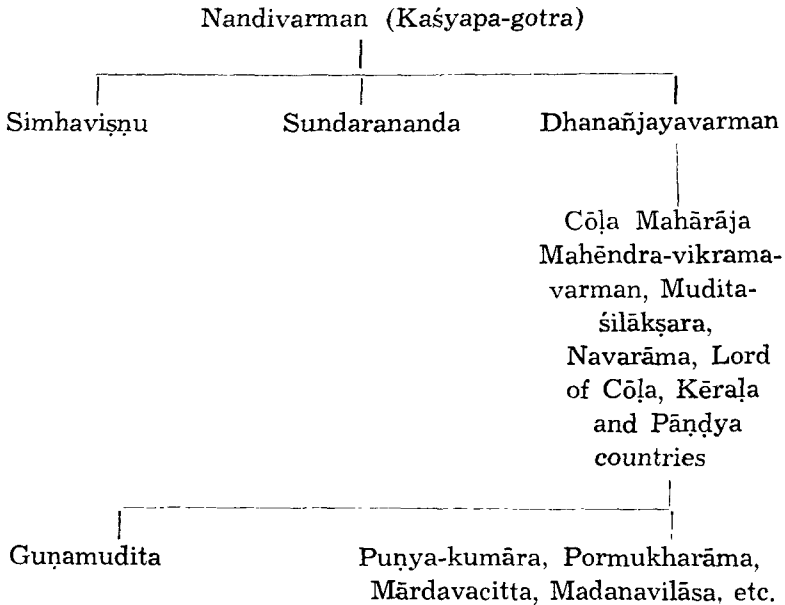 Nandivarman (Kaśyapa-gotra)
Simhaviṣṇu Sundarananda Dhanañjayavarman
Cōḷa Mahārāja
Mahēndra-vikrama-
varman, Mudita-
śilākṣara,
Navarāma, Lord
of Cōḷa, Kēraḷa
and Pāṇḍya
countries
Guṇamudita Puṇya-kumāra, Pormukharāma,
Mārdavacitta, Madanavilāsa, etc.